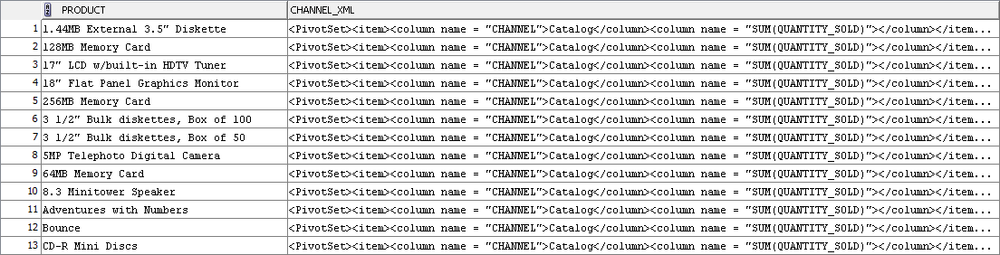 PRODUCT CHANNEL_XML
1 1.44MB External 3.5" Diskette <PivotSet><item><column name = "CHANNEL">Catalog</column><column name = "SUM(QUANTITY_SOLD)"></column></item...
2 128MB Memory Card <PivotSet><item><column name = "CHANNEL">Catalog</column><column name = "SUM(QUANTITY_SOLD)"></column></item...
3 17" LCD w/built-in HDTV Tuner <PivotSet><item><column name = "CHANNEL">Catalog</column><column name = "SUM(QUANTITY_SOLD)"></column></item...
4 18" Flat Panel Graphics Monitor <PivotSet><item><column name = "CHANNEL">Catalog</column><column name = "SUM(QUANTITY_SOLD)"></column></item...
5 256MB Memory Card <PivotSet><item><column name = "CHANNEL">Catalog</column><column name = "SUM(QUANTITY_SOLD)"></column></item...
6 3 1/2" Bulk diskettes, Box of 100 <PivotSet><item><column name = "CHANNEL">Catalog</column><column name = "SUM(QUANTITY_SOLD)"></column></item...
7 3 1/2" Bulk diskettes, Box of 50 <PivotSet><item><column name = "CHANNEL">Catalog</column><column name = "SUM(QUANTITY_SOLD)"></column></item...
8 5MP Telephoto Digital Camera <PivotSet><item><column name = "CHANNEL">Catalog</column><column name = "SUM(QUANTITY_SOLD)"></column></item...
9 64MB Memory Card <PivotSet><item><column name = "CHANNEL">Catalog</column><column name = "SUM(QUANTITY_SOLD)"></column></item...
10 8.3 Minitower Speaker <PivotSet><item><column name = "CHANNEL">Catalog</column><column name = "SUM(QUANTITY_SOLD)"></column></item...
11 Adventures with Numbers <PivotSet><item><column name = "CHANNEL">Catalog</column><column name = "SUM(QUANTITY_SOLD)"></column></item...
12 Bounce <PivotSet><item><column name = "CHANNEL">Catalog</column><column name = "SUM(QUANTITY_SOLD)"></column></item...
13 CD-R Mini Discs <PivotSet><item><column name = "CHANNEL">Catalog</column><column name = "SUM(QUANTITY_SOLD)"></column></item...